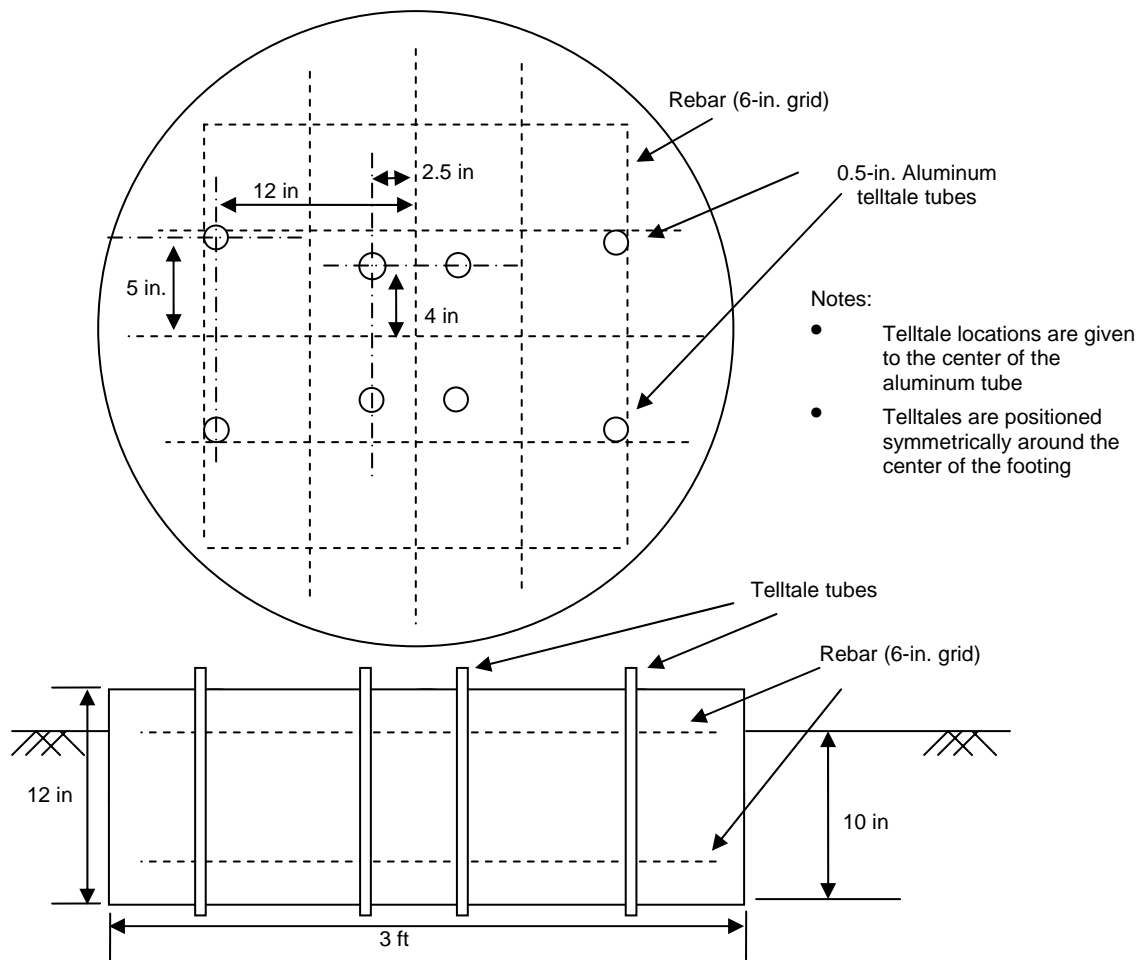 Rebar (6-in. grid)
2.5 in
12 in
0.5-in. Aluminum
telltale tubes
5 in.
4 in
Notes:
• Telltale locations are given
to the center of the
aluminum tube
• Telltales are positioned
symmetrically around the
center of the footing
Telltale tubes
Rebar (6-in. grid)
12 in
10 in
3 ft